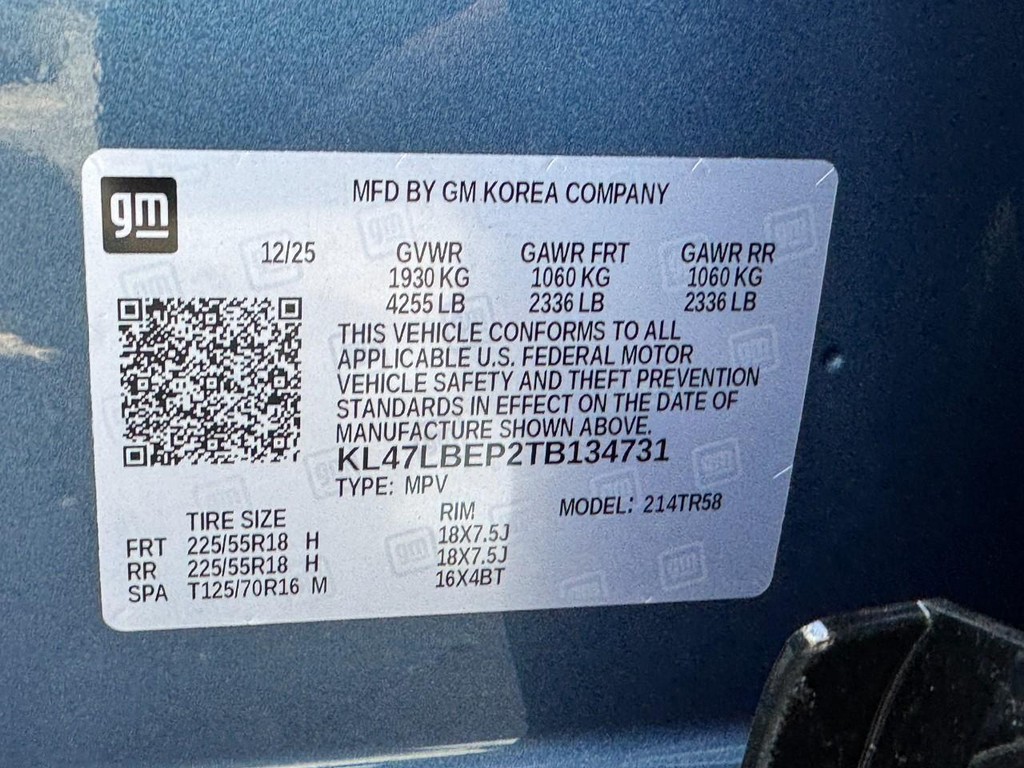 gm
MFD BY GM KOREA COMPANY
12/25 GVWR GAWR FRT GAWR RR
1930 KG 1060 KG 1060 KG
4255 LB 2336 LB 2336 LB
THIS VEHICLE CONFORMS TO ALL
APPLICABLE U.S. FEDERAL MOTOR
VEHICLE SAFETY AND THEFT PREVENTION
STANDARDS IN EFFECT ON THE DATE OF
MANUFACTURE SHOWN ABOVE.
KL47LBEP2TB134731
TYPE: MPV
TIRE SIZE RIM MODEL: 214TR58
FRT 225/55R18 H 18X7.5J
RR 225/55R18 H 18X7.5J
SPA T125/70R16 M 16X4BT